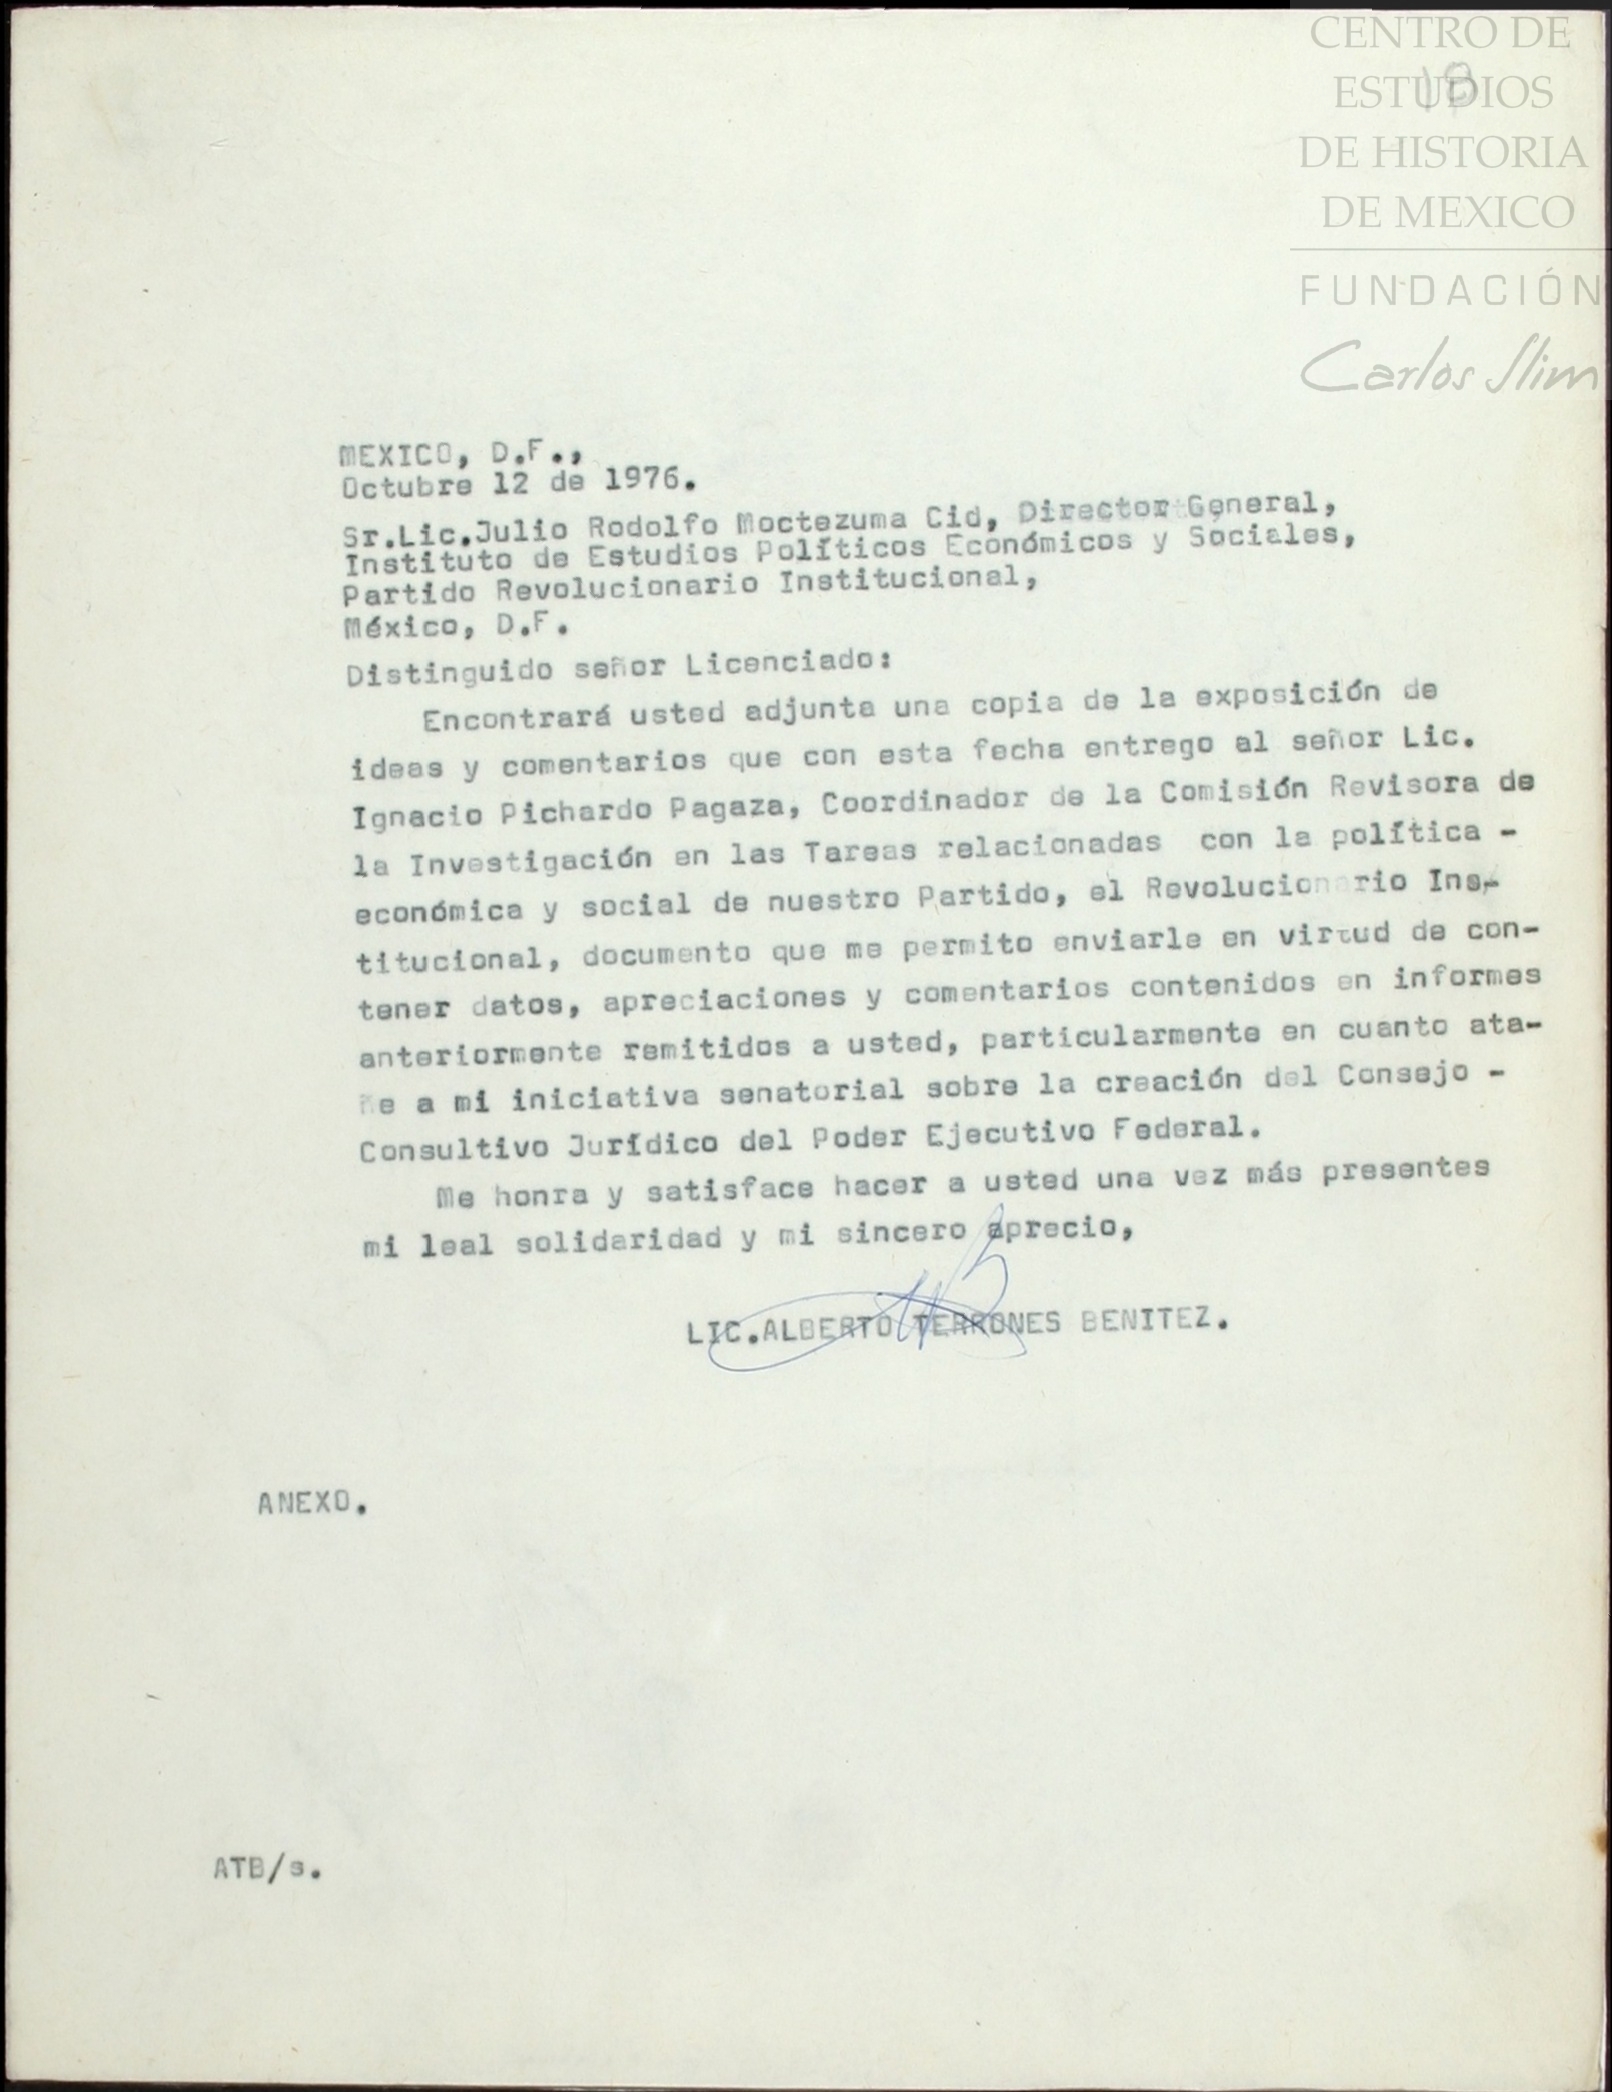 CENTRO DE
ESTUDIOS
DE HISTORIA
DE MEXICO
FUNDACIÓN
Carlos Slim
18
MEXICO, D.F.,
Octubre 12 de 1976.
Sr.Lic.Julio Rodolfo Moctezuma Cid, Director General,
Instituto de Estudios Políticos Económicos y Sociales,
Partido Revolucionario Institucional,
México, D.F.
Distinguido señor Licenciado:
Encontrará usted adjunta una copia de la exposición de
ideas y comentarios que con esta fecha entrego al señor Lic.
Ignacio Pichardo Pagaza, Coordinador de la Comisión Revisora de
la Investigación en las Tareas relacionadas con la política -
económica y social de nuestro Partido, el Revolucionario Ins-
titucional, documento que me permito enviarle en virtud de con-
tener datos, apreciaciones y comentarios contenidos en informes
anteriormente remitidos a usted, particularmente en cuanto ata-
ñe a mi iniciativa senatorial sobre la creación del Consejo -
Consultivo Jurídico del Poder Ejecutivo Federal.
Me honra y satisface hacer a usted una vez más presentes
mi leal solidaridad y mi sincero aprecio,
LIC.ALBERTO TERRONES BENITEZ.
ANEXO.
ATB/s.